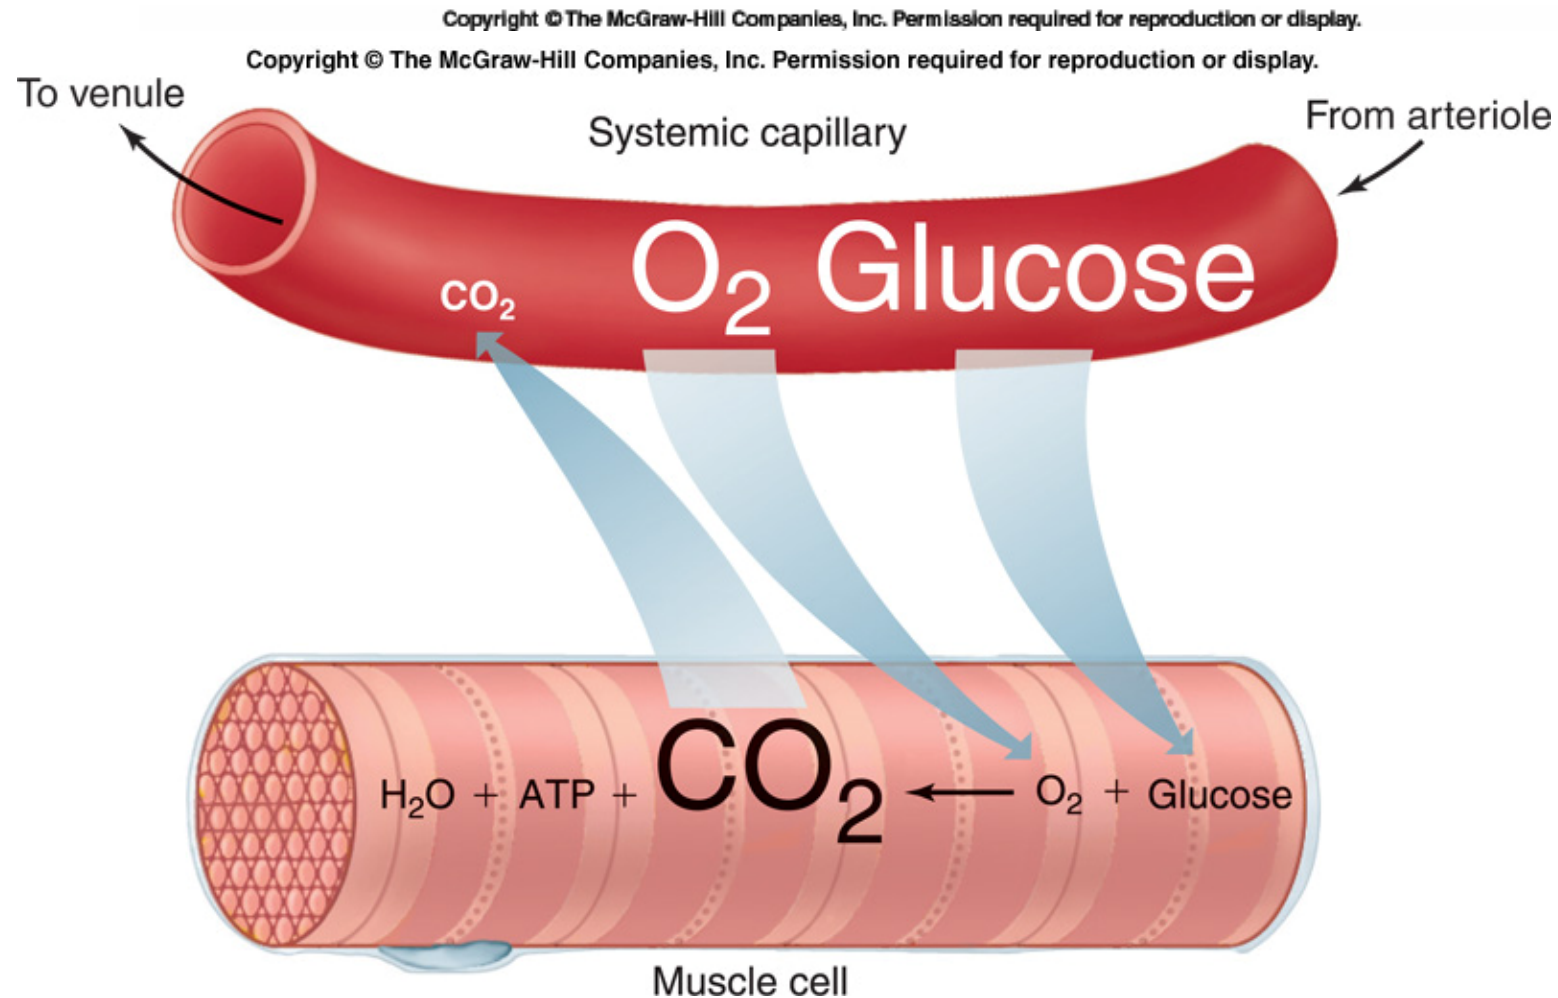 Copyright © The McGraw-Hill Companies, Inc. Permission required for reproduction or display.
Copyright © The McGraw-Hill Companies, Inc. Permission required for reproduction or display.
To venule
From arteriole
Systemic capillary
O₂ Glucose
CO₂
H₂O + ATP + CO₂ ← O₂ + Glucose
Muscle cell